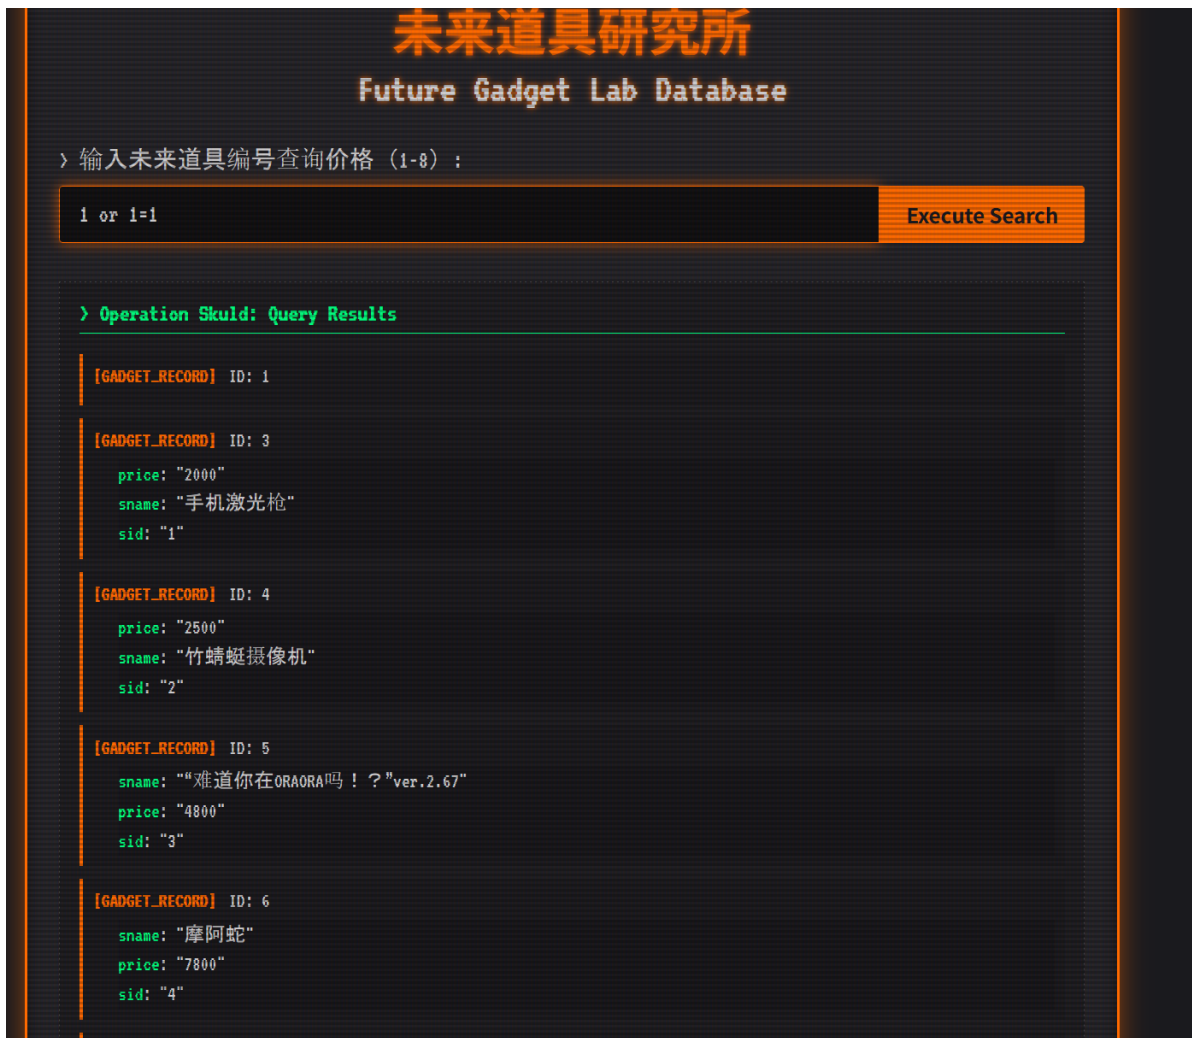 未来道具研究所
Future Gadget Lab Database
> 输入未来道具编号查询价格（1-8）:
1 or 1=1
Execute Search
> Operation Skuld: Query Results
[GADGET_RECORD] ID: 1
[GADGET_RECORD] ID: 3
price: "2000"
sname: "手机激光枪"
sid: "1"
[GADGET_RECORD] ID: 4
price: "2500"
sname: "竹蜻蜓摄像机"
sid: "2"
[GADGET_RECORD] ID: 5
sname: "“难道你在ORAORA吗！？”ver.2.67"
price: "4800"
sid: "3"
[GADGET_RECORD] ID: 6
sname: "摩阿蛇"
price: "7800"
sid: "4"